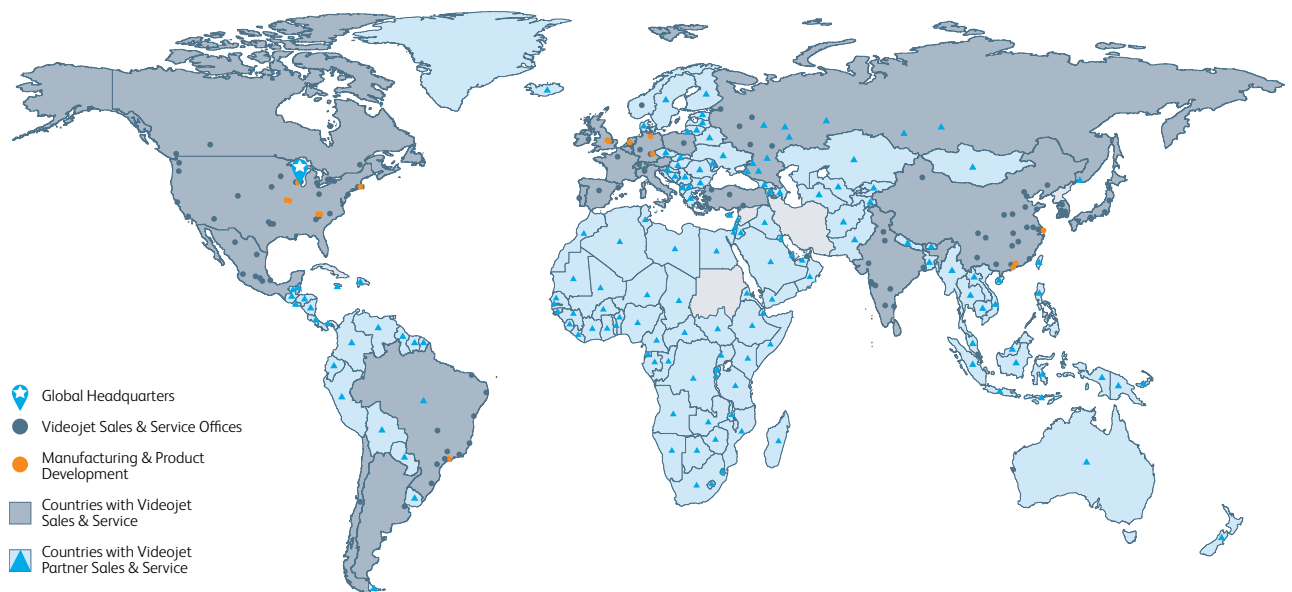 Global Headquarters
Videojet Sales & Service Offices
Manufacturing & Product
Development
Countries with Videojet
Sales & Service
Countries with Videojet
Partner Sales & Service